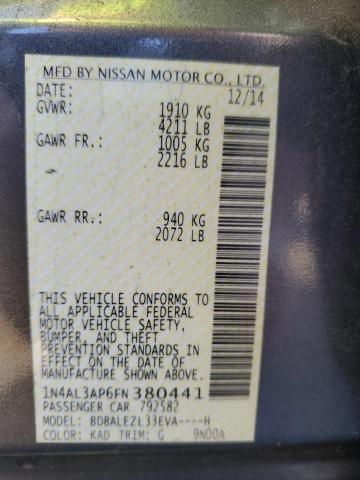 MFD BY NISSAN MOTOR CO., LTD.
DATE: 12/14
GVWR: 1910 KG
4211 LB
GAWR FR: 1005 KG
2216 LB
GAWR RR: 940 KG
2072 LB
THIS VEHICLE CONFORMS TO
ALL APPLICABLE FEDERAL
MOTOR VEHICLE SAFETY,
BUMPER, AND THEFT
PREVENTION STANDARDS IN
EFFECT ON THE DATE OF
MANUFACTURE SHOWN ABOVE.
1N4AL3AP6FN380441
PASSENGER CAR 792582
MODEL: BDBALEZL33EVA----H
COLOR: KAD TRIM: G 9N00A